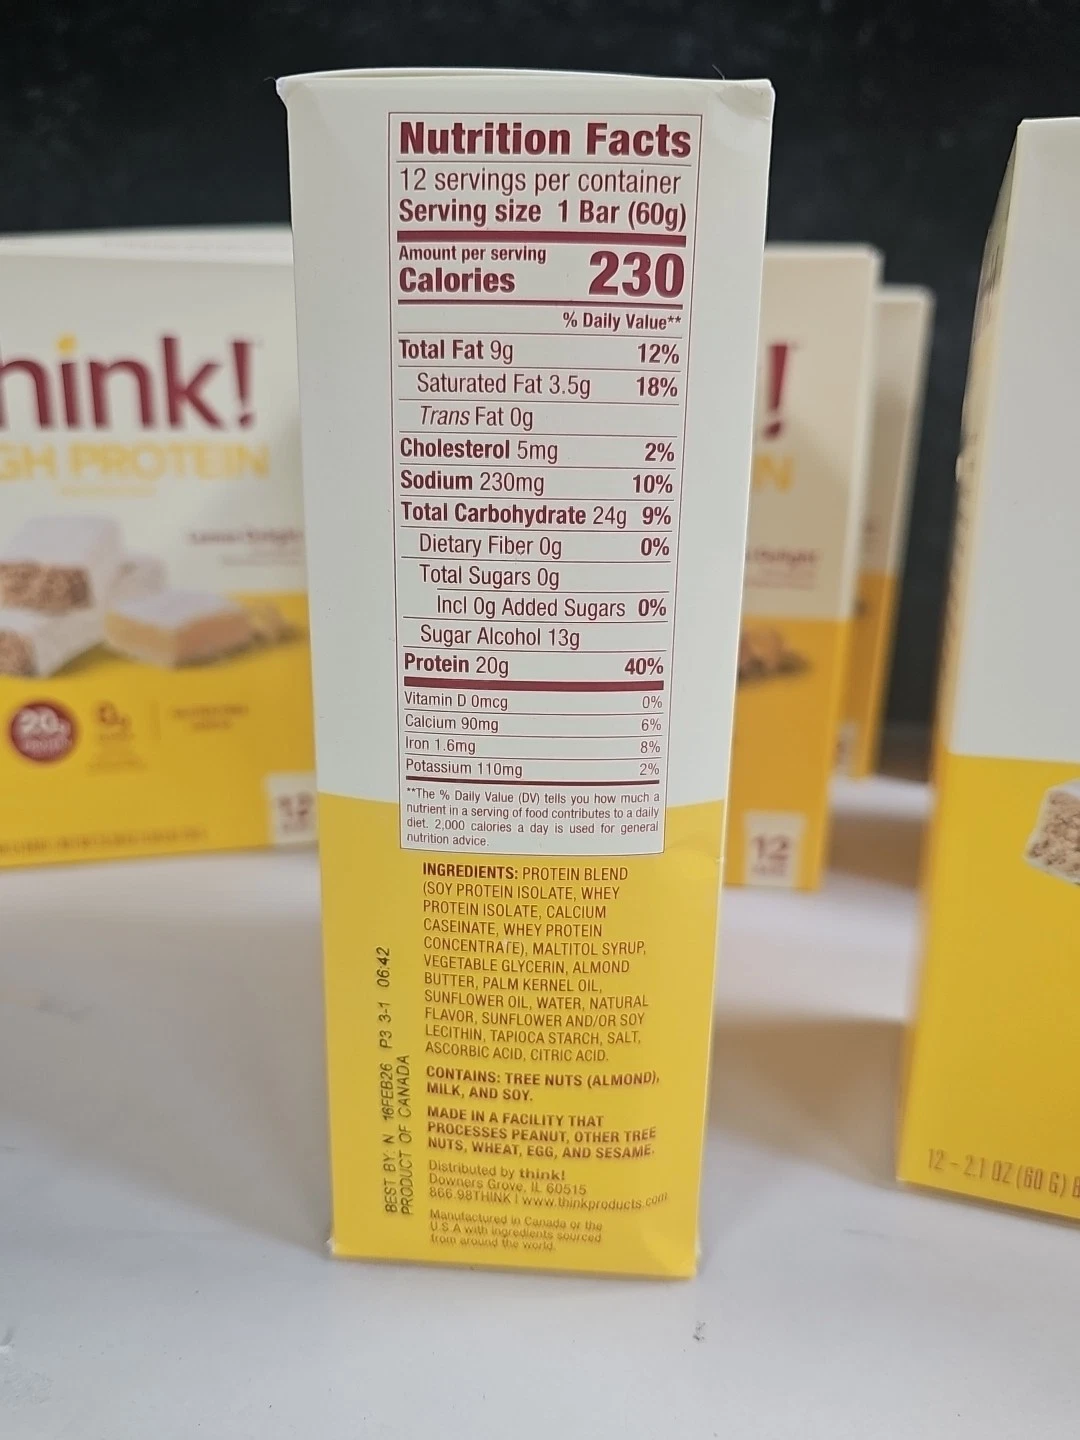 Nutrition Facts
12 servings per container
Serving size 1 Bar (60g)
Amount per serving
Calories 230
% Daily Value**
Total Fat 9g 12%
Saturated Fat 3.5g 18%
Trans Fat 0g
Cholesterol 5mg 2%
Sodium 230mg 10%
Total Carbohydrate 24g 9%
Dietary Fiber 0g 0%
Total Sugars 0g
Incl 0g Added Sugars 0%
Sugar Alcohol 13g
Protein 20g 40%
Vitamin D 0mcg 0%
Calcium 90mg 6%
Iron 1.6mg 8%
Potassium 110mg 2%
**The % Daily Value (DV) tells you how much a
nutrient in a serving of food contributes to a daily
diet. 2,000 calories a day is used for general
nutrition advice.
INGREDIENTS: PROTEIN BLEND
(SOY PROTEIN ISOLATE, WHEY
PROTEIN ISOLATE, CALCIUM
CASEINATE, WHEY PROTEIN
CONCENTRATE), MALTITOL SYRUP,
VEGETABLE GLYCERIN, ALMOND
BUTTER, PALM KERNEL OIL,
SUNFLOWER OIL, WATER, NATURAL
FLAVOR, SUNFLOWER AND/OR SOY
LECITHIN, TAPIOCA STARCH, SALT,
ASCORBIC ACID, CITRIC ACID.
CONTAINS: TREE NUTS (ALMOND),
MILK, AND SOY.
MADE IN A FACILITY THAT
PROCESSES PEANUT, OTHER TREE
NUTS, WHEAT, EGG, AND SESAME.
Distributed by think!
Downers Grove, IL 60515
866.98THINK | www.thinkproducts.com
Manufactured in Canada or the
U.S.A with ingredients sourced
from around the world.
BEST BY: N 16FEB26 P3 3-1 06:42
PRODUCT OF CANADA
hink!
GH PROTEIN
20g
12
!
N
Delight
12
12 - 2.1 OZ (60 G) B